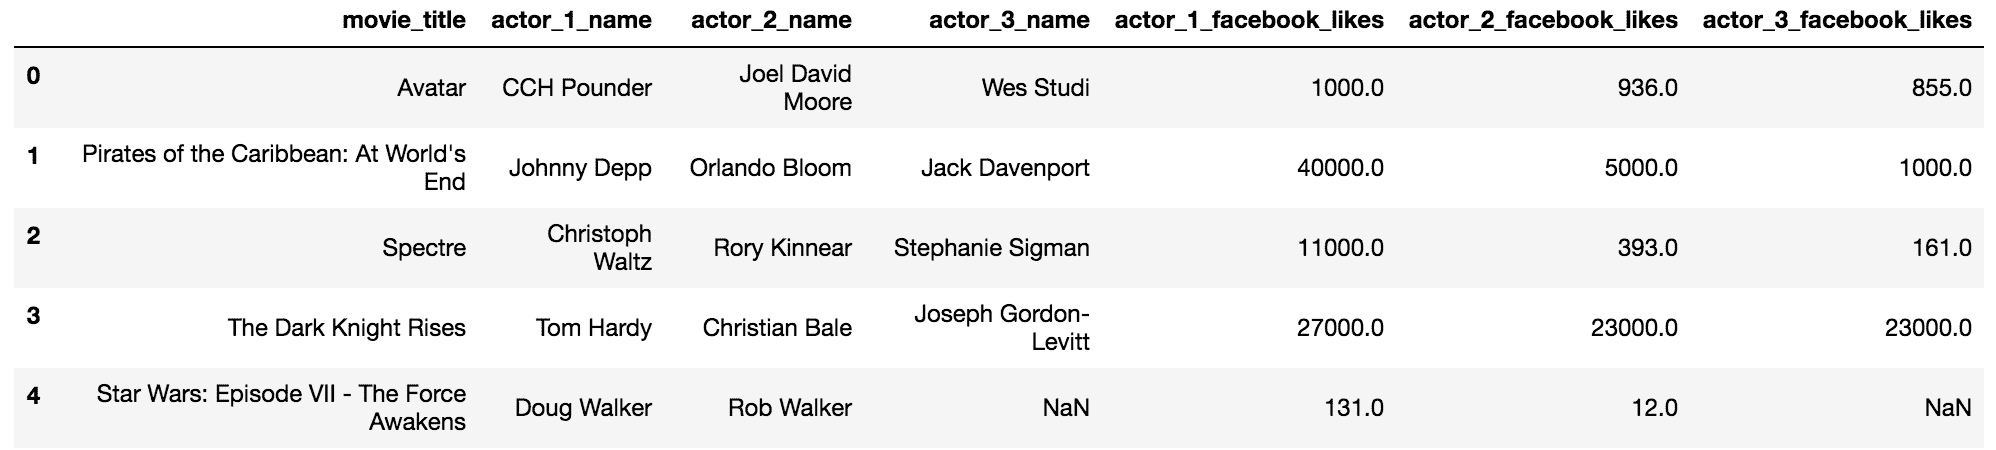 movie_title actor_1_name actor_2_name actor_3_name actor_1_facebook_likes actor_2_facebook_likes actor_3_facebook_likes
0 Avatar CCH Pounder Joel David
Moore Wes Studi 1000.0 936.0 855.0
1 Pirates of the Caribbean: At World's
End Johnny Depp Orlando Bloom Jack Davenport 40000.0 5000.0 1000.0
2 Spectre Christoph
Waltz Rory Kinnear Stephanie Sigman 11000.0 393.0 161.0
3 The Dark Knight Rises Tom Hardy Christian Bale Joseph Gordon-
Levitt 27000.0 23000.0 23000.0
4 Star Wars: Episode VII - The Force
Awakens Doug Walker Rob Walker NaN 131.0 12.0 NaN